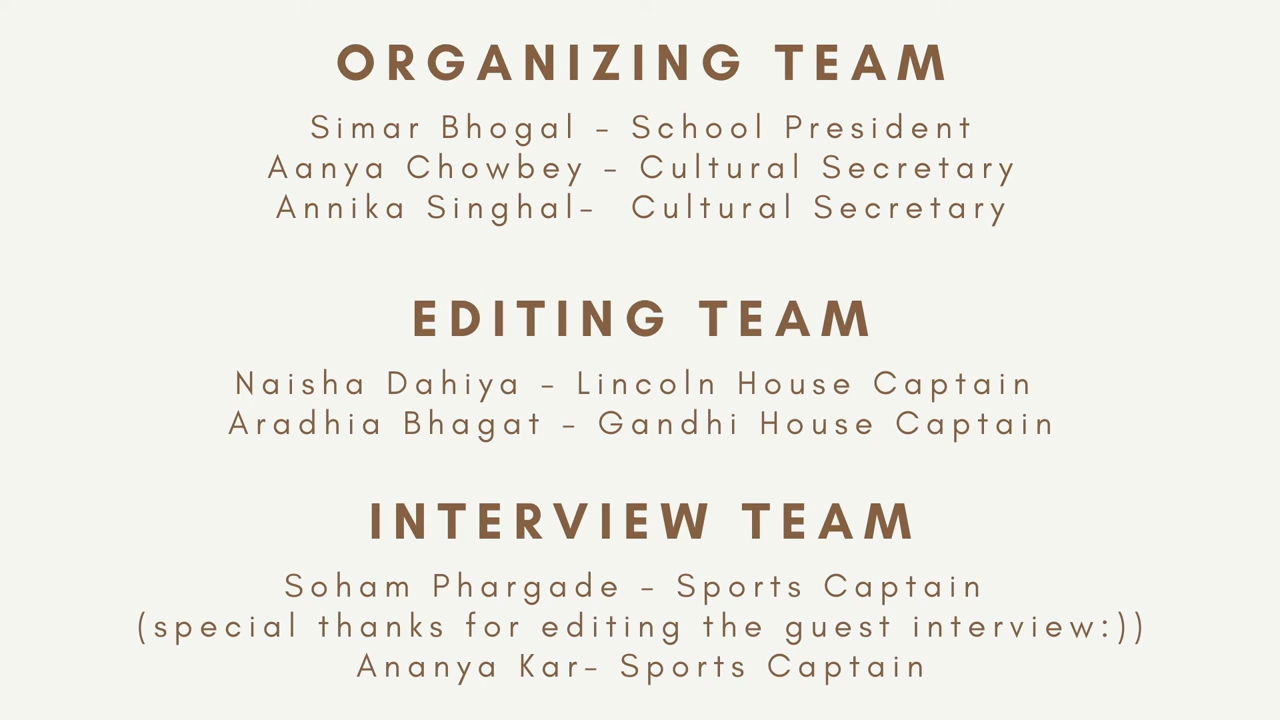 ORGANIZING TEAM
Simar Bhogal - School President
Aanya Chowbey - Cultural Secretary
Annika Singhal- Cultural Secretary
EDITING TEAM
Naisha Dahiya - Lincoln House Captain
Aradhia Bhagat - Gandhi House Captain
INTERVIEW TEAM
Soham Phargade - Sports Captain
(special thanks for editing the guest interview:))
Ananya Kar- Sports Captain